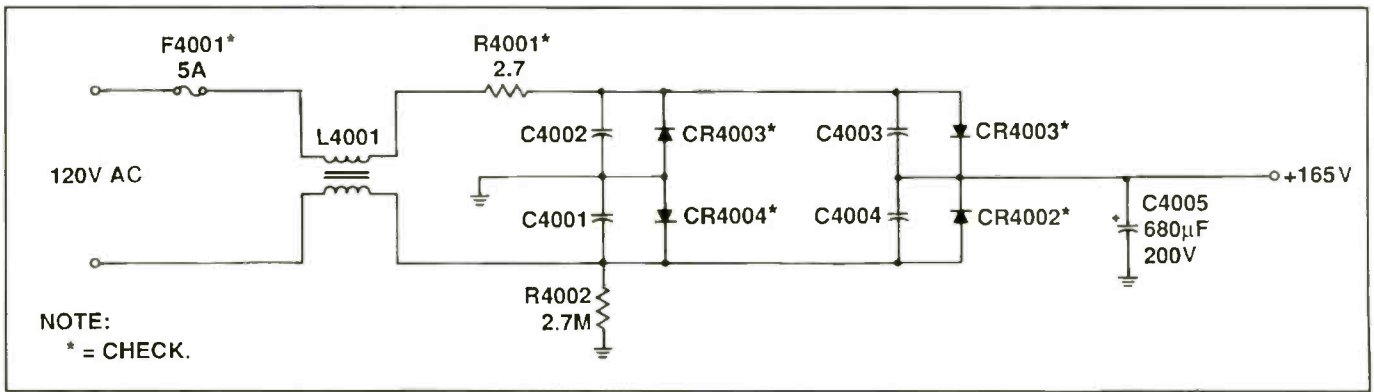 F4001*
5A
R4001*
2.7
L4001
120V AC
C4002
CR4003*
C4003
CR4003*
+165V
C4001
CR4004*
C4004
CR4002*
C4005
+
680µF
200V
R4002
2.7M
NOTE:
* = CHECK.